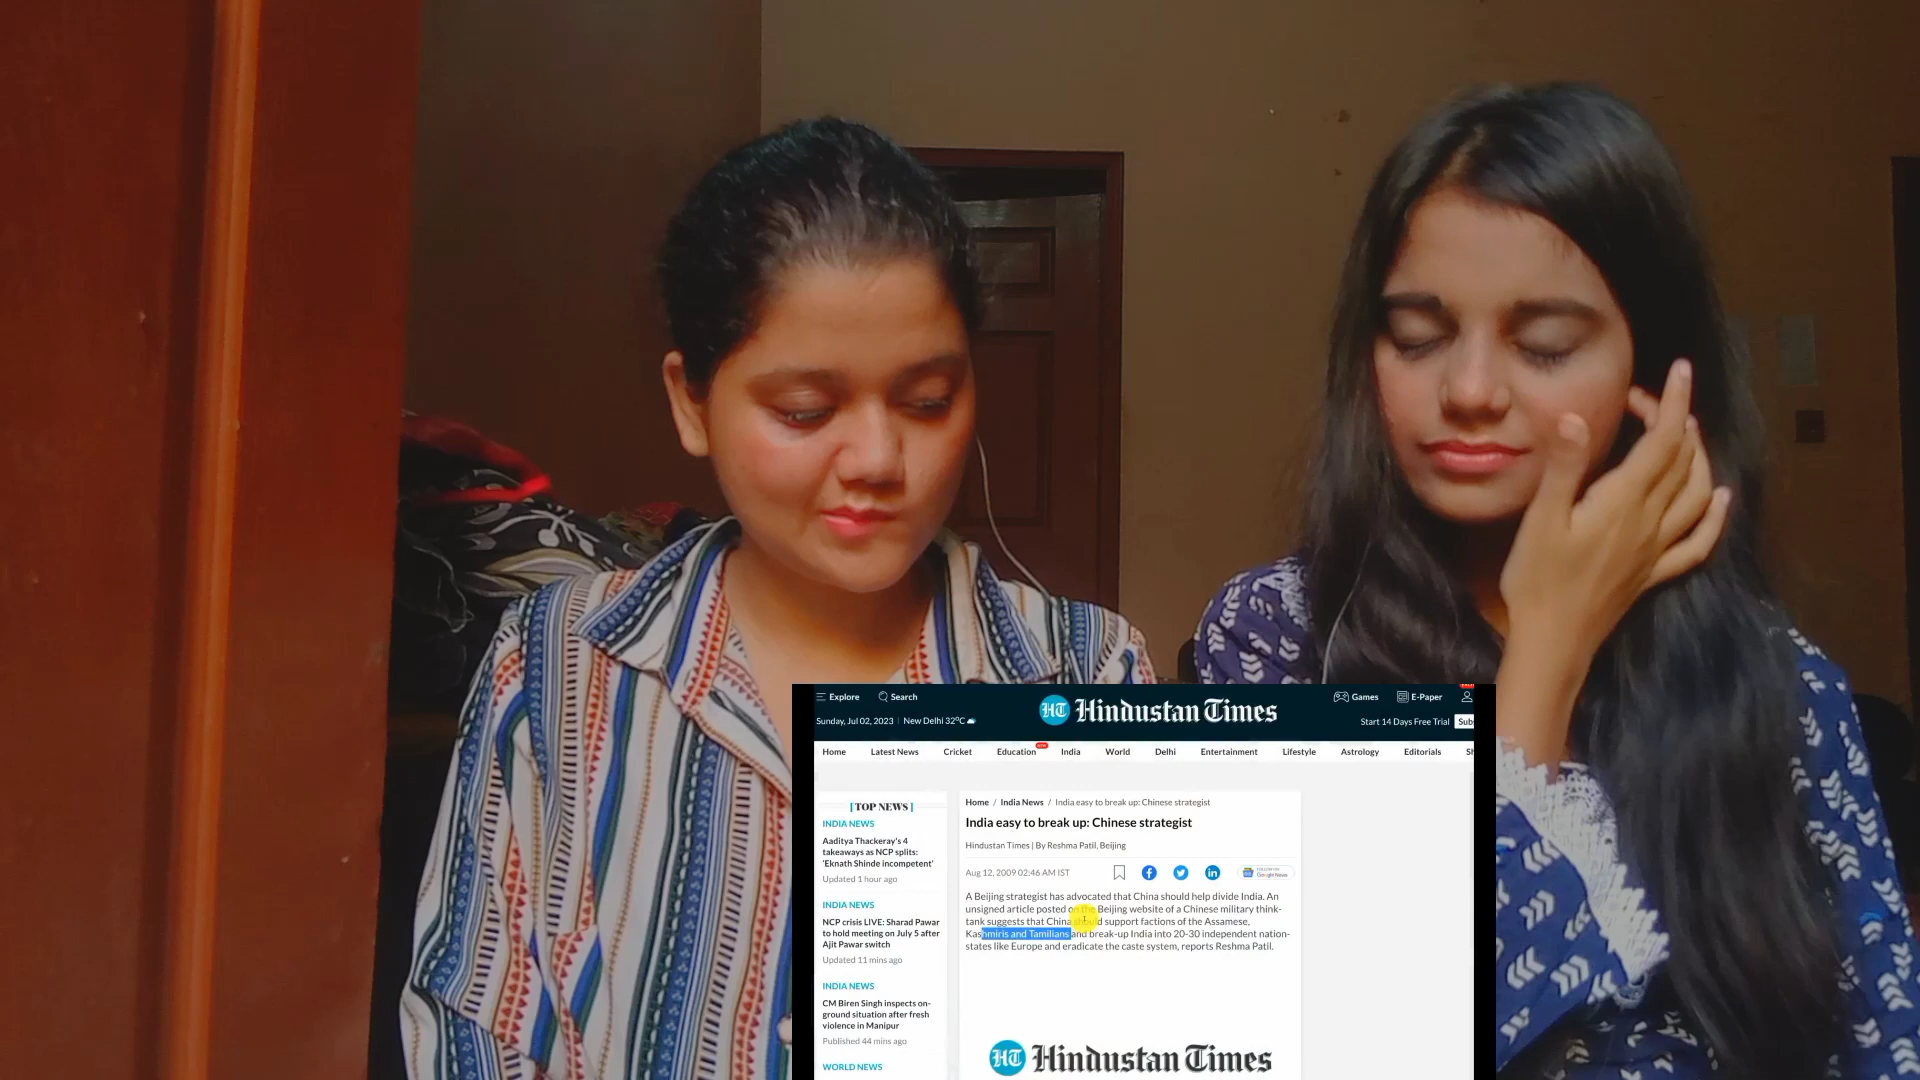 Explore Search
HT Hindustan Times
Games E-Paper
Sunday, Jul 02, 2023 New Delhi 32°C
Start 14 Days Free Trial
Home Latest News Cricket Education India World Delhi Entertainment Lifestyle Astrology Editorials
TOP NEWS
INDIA NEWS
Aaditya Thackeray's 4
takeaways as NCP splits:
'Eknath Shinde incompetent'
Updated 1 hour ago
INDIA NEWS
NCP crisis LIVE: Sharad Pawar
to hold meeting on July 5 after
Ajit Pawar switch
Updated 11 mins ago
INDIA NEWS
CM Biren Singh inspects on-
ground situation after fresh
violence in Manipur
Published 44 mins ago
WORLD NEWS
Home / India News / India easy to break up: Chinese strategist
India easy to break up: Chinese strategist
Hindustan Times | By Reshma Patil, Beijing
Aug 12, 2009 02:46 AM IST
Google News
A Beijing strategist has advocated that China should help divide India. An
unsigned article posted on the Beijing website of a Chinese military think-
tank suggests that China should support factions of the Assamese,
Kashmiris and Tamilians and break-up India into 20-30 independent nation-
states like Europe and eradicate the caste system, reports Reshma Patil.
HT Hindustan Times